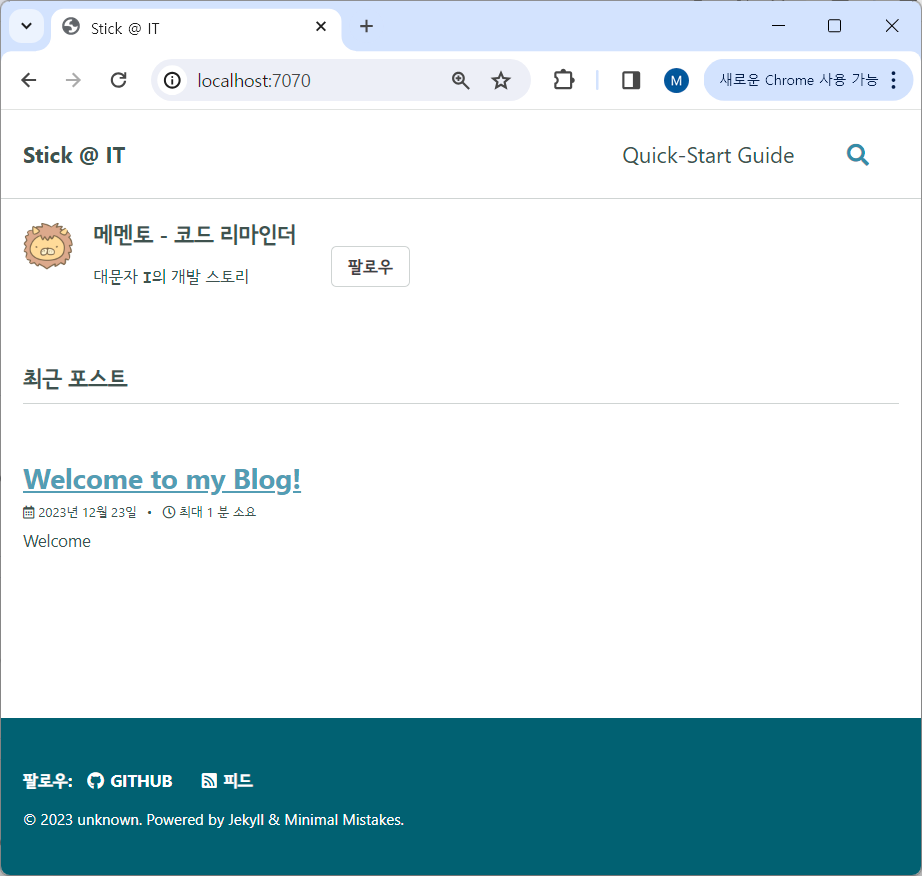 Stick @ IT
localhost:7070
M
새로운 Chrome 사용 가능
Stick @ IT
Quick-Start Guide
메멘토 - 코드 리마인더
대문자 I의 개발 스토리
팔로우
최근 포스트
Welcome to my Blog!
2023년 12월 23일 • 최대 1 분 소요
Welcome
팔로우: GITHUB 피드
© 2023 unknown. Powered by Jekyll & Minimal Mistakes.